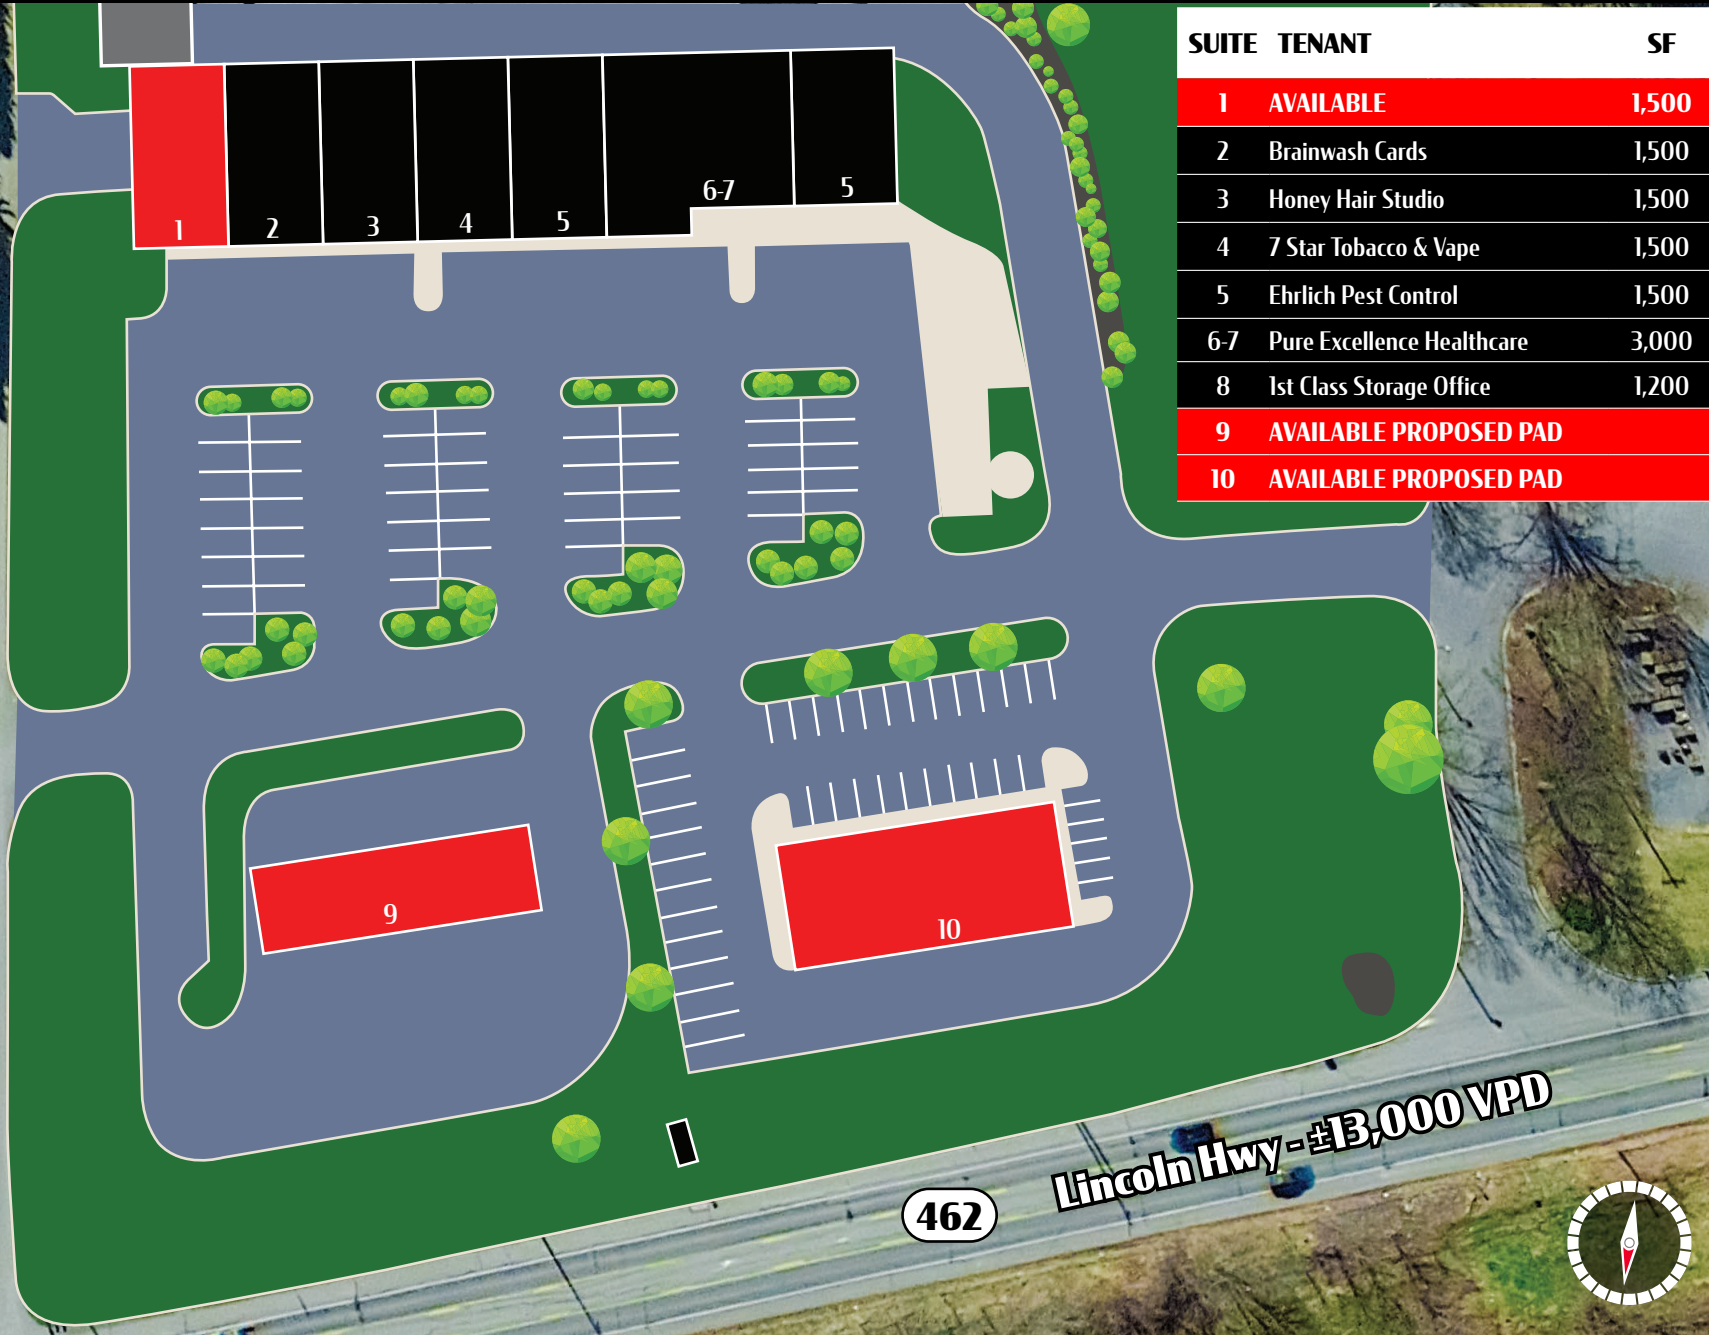 SUITE TENANT SF
1 AVAILABLE 1,500
2 Brainwash Cards 1,500
3 Honey Hair Studio 1,500
4 7 Star Tobacco & Vape 1,500
5 Ehrlich Pest Control 1,500
6-7 Pure Excellence Healthcare 3,000
8 1st Class Storage Office 1,200
9 AVAILABLE PROPOSED PAD
10 AVAILABLE PROPOSED PAD
1
2
3
4
5
6-7
5
9
10
Lincoln Hwy - ±13,000 VPD
462